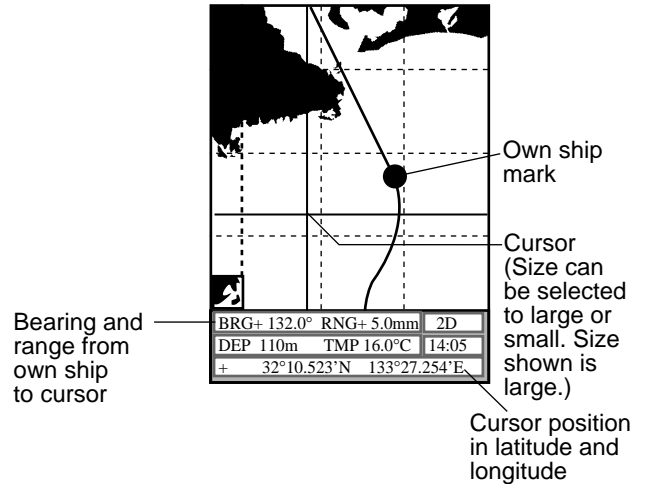 Own ship
mark
Cursor
(Size can
be selected
to large or
small. Size
shown is
large.)
Bearing and
range from
own ship
to cursor
BRG+ 132.0° RNG+ 5.0mm 2D
DEP 110m TMP 16.0°C 14:05
+ 32°10.523’N 133°27.254’E
Cursor position
in latitude and
longitude